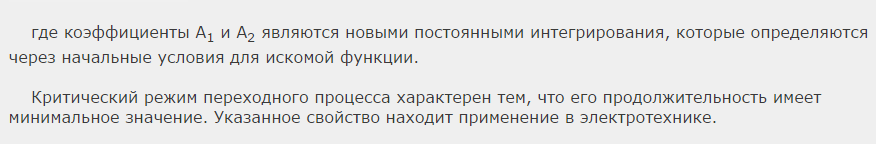 где коэффициенты A₁ и A₂ являются новыми постоянными интегрирования, которые определяются
через начальные условия для искомой функции.
Критический режим переходного процесса характерен тем, что его продолжительность имеет
минимальное значение. Указанное свойство находит применение в электротехнике.